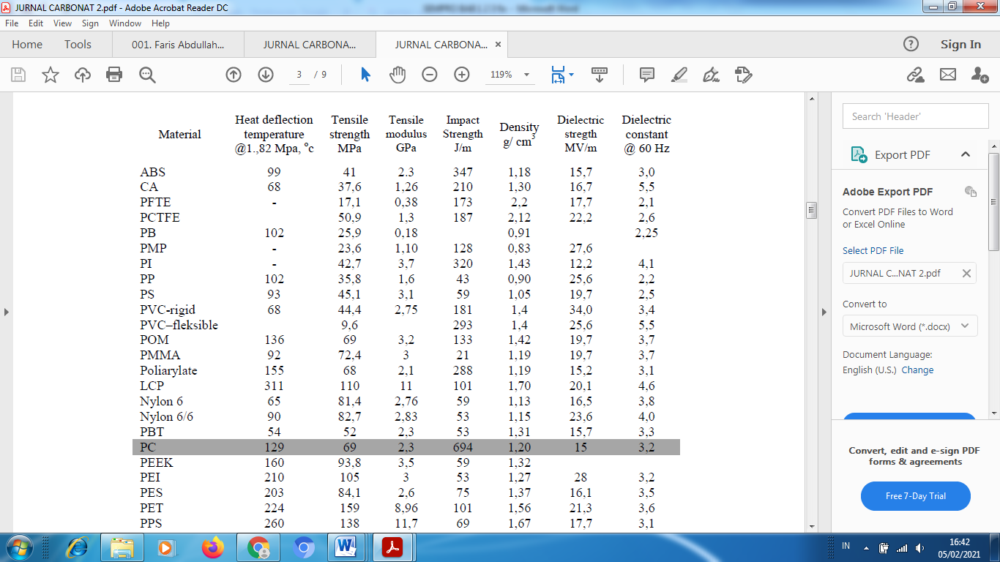 JURNAL CARBONAT 2.pdf - Adobe Acrobat Reader DC
File Edit View Sign Window Help
Home Tools 001. Faris Abdullah... JURNAL CARBONA... JURNAL CARBONA... ×
3 / 9 119%
Sign In
Material Heat deflection temperature @1.,82 Mpa, °c Tensile strength MPa Tensile modulus GPa Impact Strength J/m Density g/ cm3 Dielectric stregth MV/m Dielectric constant @ 60 Hz
ABS 99 41 2.3 347 1,18 15,7 3,0
CA 68 37,6 1,26 210 1,30 16,7 5,5
PFTE - 17,1 0,38 173 2,2 17,7 2,1
PCTFE 50,9 1,3 187 2,12 22,2 2,6
PB 102 25,9 0,18 0,91 2,25
PMP - 23,6 1,10 128 0,83 27,6
PI - 42,7 3,7 320 1,43 12,2 4,1
PP 102 35,8 1,6 43 0,90 25,6 2,2
PS 93 45,1 3,1 59 1,05 19,7 2,5
PVC-rigid 68 44,4 2,75 181 1,4 34,0 3,4
PVC–fleksible 9,6 293 1,4 25,6 5,5
POM 136 69 3,2 133 1,42 19,7 3,7
PMMA 92 72,4 3 21 1,19 19,7 3,7
Poliarylate 155 68 2,1 288 1,19 15,2 3,1
LCP 311 110 11 101 1,70 20,1 4,6
Nylon 6 65 81,4 2,76 59 1,13 16,5 3,8
Nylon 6/6 90 82,7 2,83 53 1,15 23,6 4,0
PBT 54 52 2,3 53 1,31 15,7 3,3
PC 129 69 2,3 694 1,20 15 3,2
PEEK 160 93,8 3,5 59 1,32
PEI 210 105 3 53 1,27 28 3,2
PES 203 84,1 2,6 75 1,37 16,1 3,5
PET 224 159 8,96 101 1,56 21,3 3,6
PPS 260 138 11,7 69 1,67 17,7 3,1
Search 'Header'
Export PDF
Adobe Export PDF
Convert PDF Files to Word
or Excel Online
Select PDF File
JURNAL C...NAT 2.pdf
Convert to
Microsoft Word (*.docx)
Document Language:
English (U.S.) Change
Convert, edit and e-sign PDF
forms & agreements
Free 7-Day Trial
IN
16:42
05/02/2021